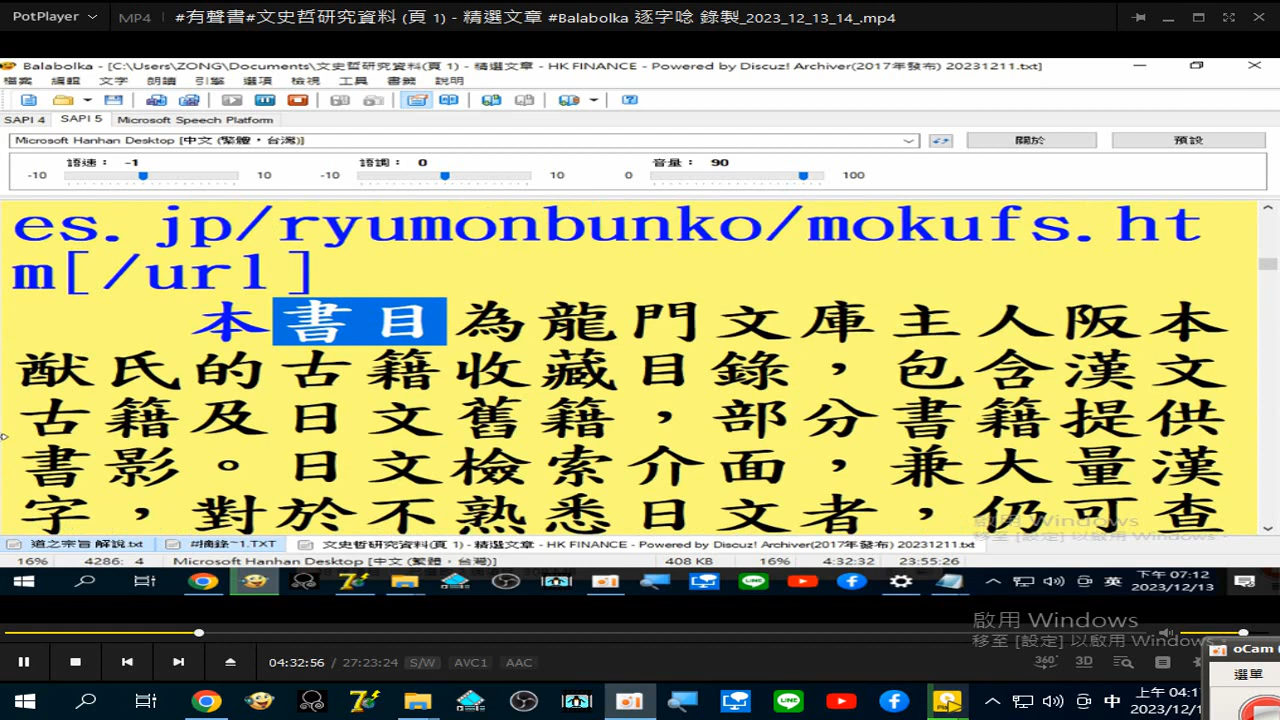 PotPlayer MP4 #有聲書#文史哲研究資料 (頁 1) - 精選文章 #Balabolka 逐字唸 錄製_2023_12_13_14_.mp4
Balabolka - [C:\Users\ZONG\Documents\文史哲研究資料(頁 1) - 精選文章 - HK FINANCE - Powered by Discuz! Archiver(2017年發布) 20231211.txt]
檔案 編輯 文字 朗讀 引擎 選項 檢視 工具 書籤 說明
SAPI 4 SAPI 5 Microsoft Speech Platform
Microsoft Hanhan Desktop [中文 (繁體，台灣)] 關於 預設
語速： -1 語調： 0 音量： 90
-10 10 -10 10 0 100
es.jp/ryumonbunko/mokufs.ht
m[/url]
本書目為龍門文庫主人阪本
猷氏的古籍收藏目錄，包含漢文
古籍及日文舊籍，部分書籍提供
書影。日文檢索介面，兼大量漢
字，對於不熟悉日文者，仍可查
啟用 Windows
移至 [設定] 以啟用 Windows。
道之宗旨 解說.txt #摘錄~1.TXT 文史哲研究資料(頁 1) - 精選文章 - HK FINANCE - Powered by Discuz! Archiver(2017年發布) 20231211.txt
16% 4286: 4 Microsoft Hanhan Desktop [中文 (繁體，台灣)] 408 KB 16% 4:32:32 23:55:26
英 下午 07:12
2023/12/13
啟用 Windows
移至 [設定] 以啟用 Windows。
04:32:56 / 27:23:24 S/W AVC1 AAC 360° 3D
oCam
選單
中 上午 04:1
2023/12/1